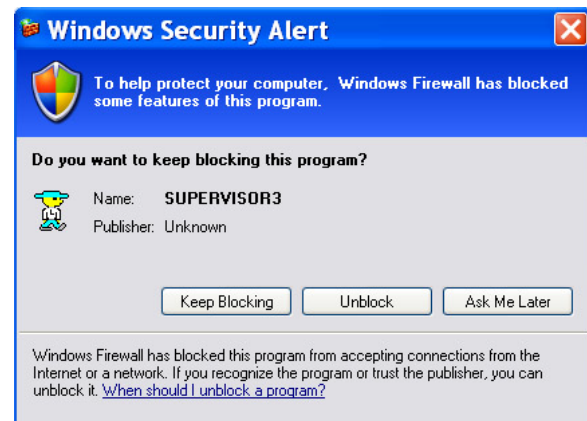 Windows Security Alert
To help protect your computer, Windows Firewall has blocked
some features of this program.
Do you want to keep blocking this program?
Name: SUPERVISOR3
Publisher: Unknown
Keep Blocking Unblock Ask Me Later
Windows Firewall has blocked this program from accepting connections from the
Internet or a network. If you recognize the program or trust the publisher, you can
unblock it. When should I unblock a program?